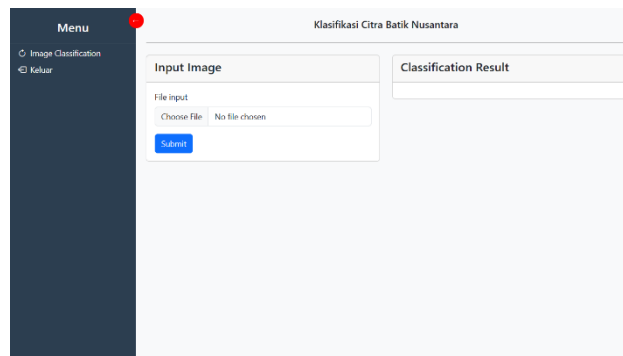 Menu
Image Classification
Keluar
Klasifikasi Citra Batik Nusantara
Input Image
File input
Choose File No file chosen
Submit
Classification Result